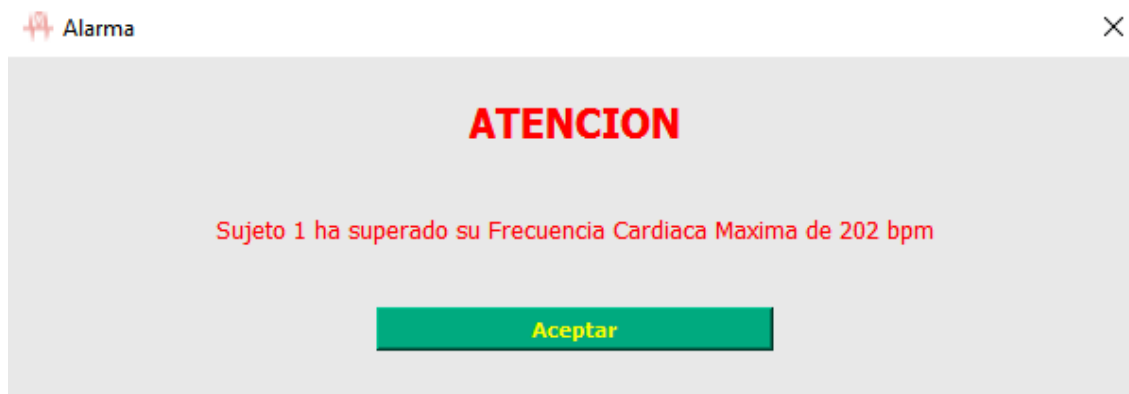 Alarma
ATENCION
Sujeto 1 ha superado su Frecuencia Cardiaca Maxima de 202 bpm
Aceptar